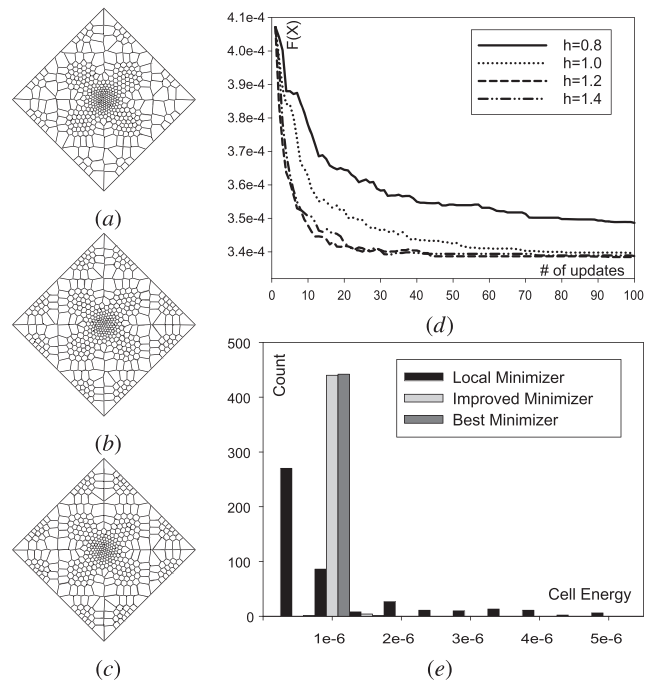 (a)
(b)
(c)
4.1e-4
4.0e-4
3.9e-4
3.8e-4
3.7e-4
3.6e-4
3.5e-4
3.4e-4
F(X)
h=0.8
h=1.0
h=1.2
h=1.4
# of updates
0 10 20 30 40 50 60 70 80 90 100
(d)
500
400
300
200
100
0
Count
Local Minimizer
Improved Minimizer
Best Minimizer
Cell Energy
1e-6 2e-6 3e-6 4e-6 5e-6
(e)